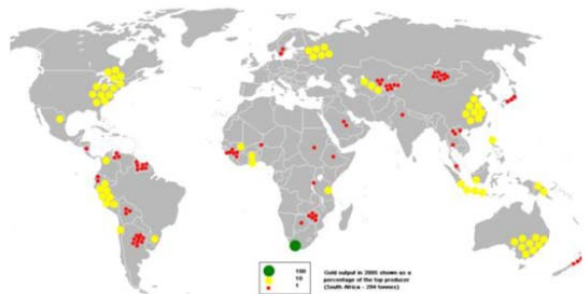 100
10
1
Gold output in 2005 shown as a
percentage of the top producer
(South Africa - 294 tonnes)